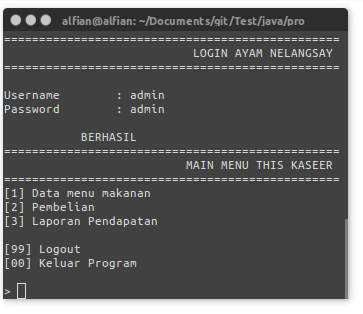 alfian@alfian: ~/Documents/git/Test/java/pro
================================================
LOGIN AYAM NELANGSAY
================================================
Username : admin
Password : admin
BERHASIL
================================================
MAIN MENU THIS KASEER
================================================
[1] Data menu makanan
[2] Pembelian
[3] Laporan Pendapatan
[99] Logout
[00] Keluar Program
>